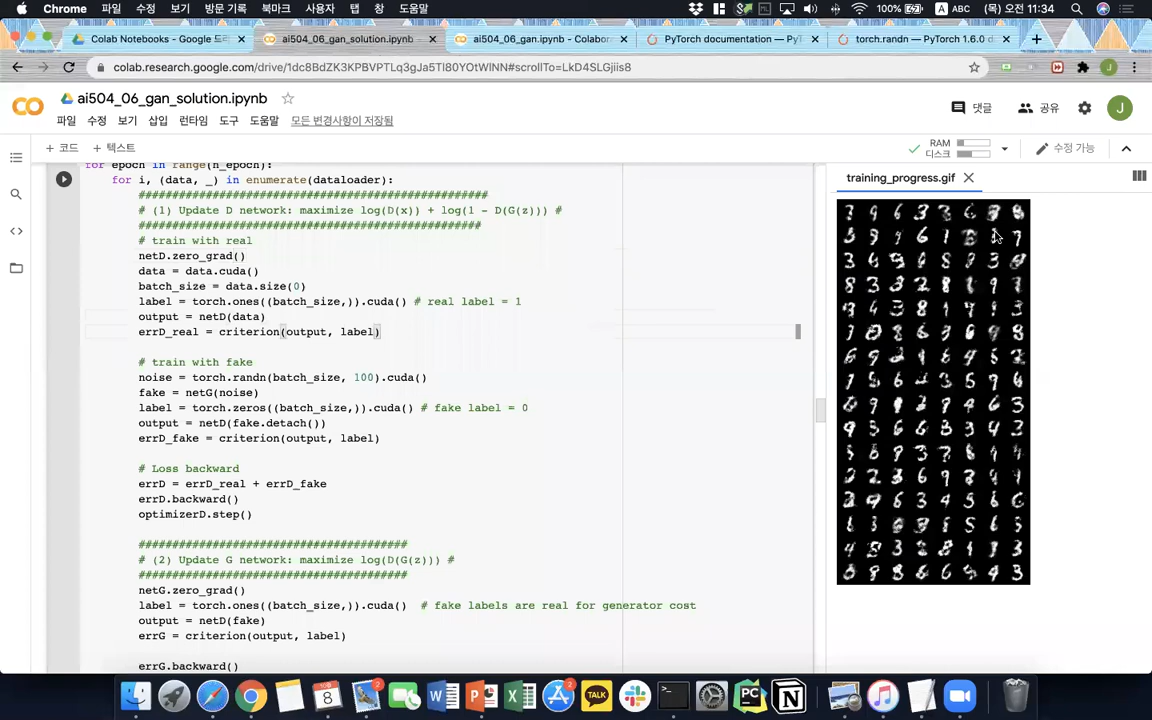 Chrome 파일 수정 보기 방문 기록 북마크 사용자 탭 창 도움말 100% A ABC (목) 오전 11:34
Colab Notebooks - Google 드라 ai504_06_gan_solution.ipynb ai504_06_gan.ipynb - Colabor PyTorch documentation — PyT torch.randn — PyTorch 1.6.0 d
colab.research.google.com/drive/1dc8BdZK3RPBVPTLq3gJa5TI80YOtWINN#scrollTo=LkD4SLGjiis8
ai504_06_gan_solution.ipynb
댓글 공유 J
파일 수정 보기 삽입 런타임 도구 도움말 모든 변경사항이 저장됨
+ 코드 + 텍스트
RAM
디스크
수정 가능
for epoch in range(n_epoch):
for i, (data, _) in enumerate(dataloader):
####################################################
# (1) Update D network: maximize log(D(x)) + log(1 - D(G(z))) #
###################################################
# train with real
netD.zero_grad()
data = data.cuda()
batch_size = data.size(0)
label = torch.ones((batch_size,)).cuda() # real label = 1
output = netD(data)
errD_real = criterion(output, label)
# train with fake
noise = torch.randn(batch_size, 100).cuda()
fake = netG(noise)
label = torch.zeros((batch_size,)).cuda() # fake label = 0
output = netD(fake.detach())
errD_fake = criterion(output, label)
# Loss backward
errD = errD_real + errD_fake
errD.backward()
optimizerD.step()
########################################
# (2) Update G network: maximize log(D(G(z))) #
########################################
netG.zero_grad()
label = torch.ones((batch_size,)).cuda() # fake labels are real for generator cost
output = netD(fake)
errG = criterion(output, label)
errG.backward()
training_progress.gif
TALK
8
PC